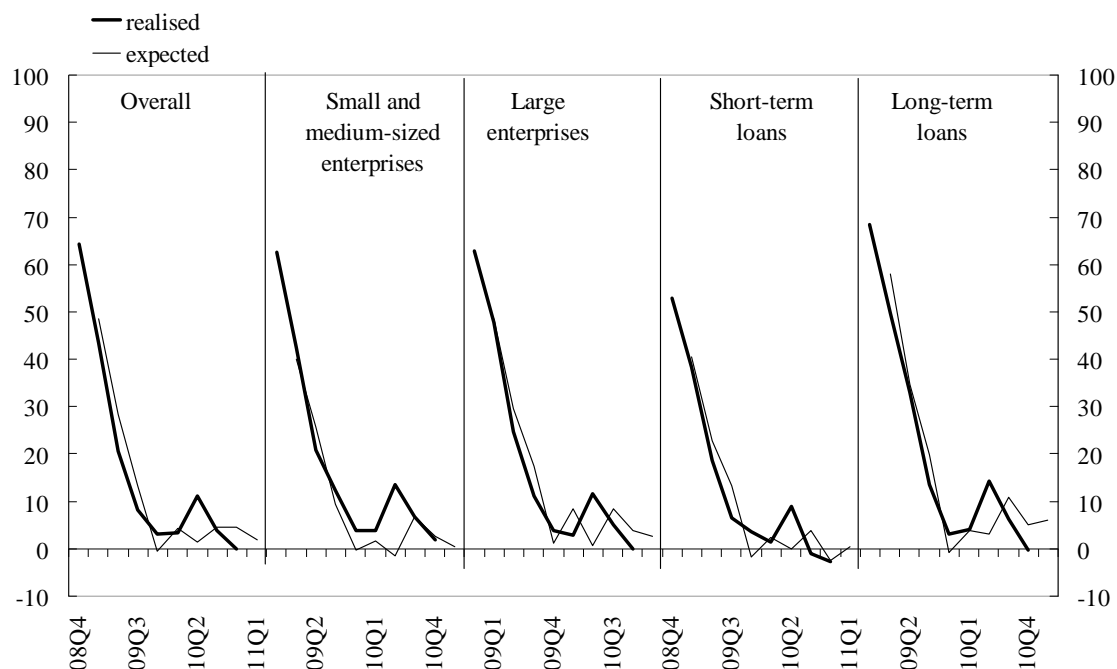 realised
expected
100
90
80
70
60
50
40
30
20
10
0
-10
Overall
Small and
medium-sized
enterprises
Large
enterprises
Short-term
loans
Long-term
loans
100
90
80
70
60
50
40
30
20
10
0
-10
08Q4
09Q3
10Q2
11Q1
09Q2
10Q1
10Q4
09Q1
09Q4
10Q3
08Q4
09Q3
10Q2
11Q1
09Q2
10Q1
10Q4